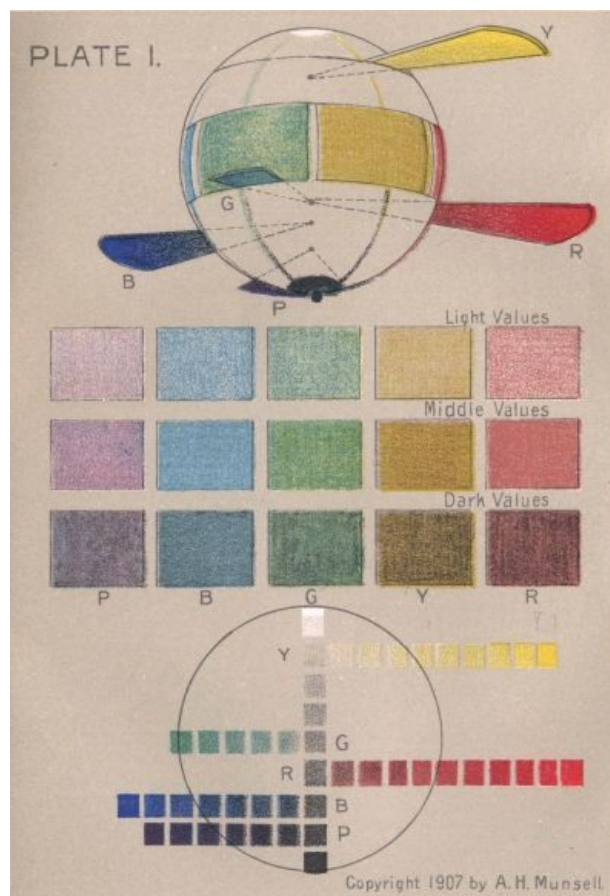 PLATE I.
Y
G
R
B
P
Light Values
Middle Values
Dark Values
P B G Y R
Y
G
R
B
P
Copyright 1907 by A.H. Munsell